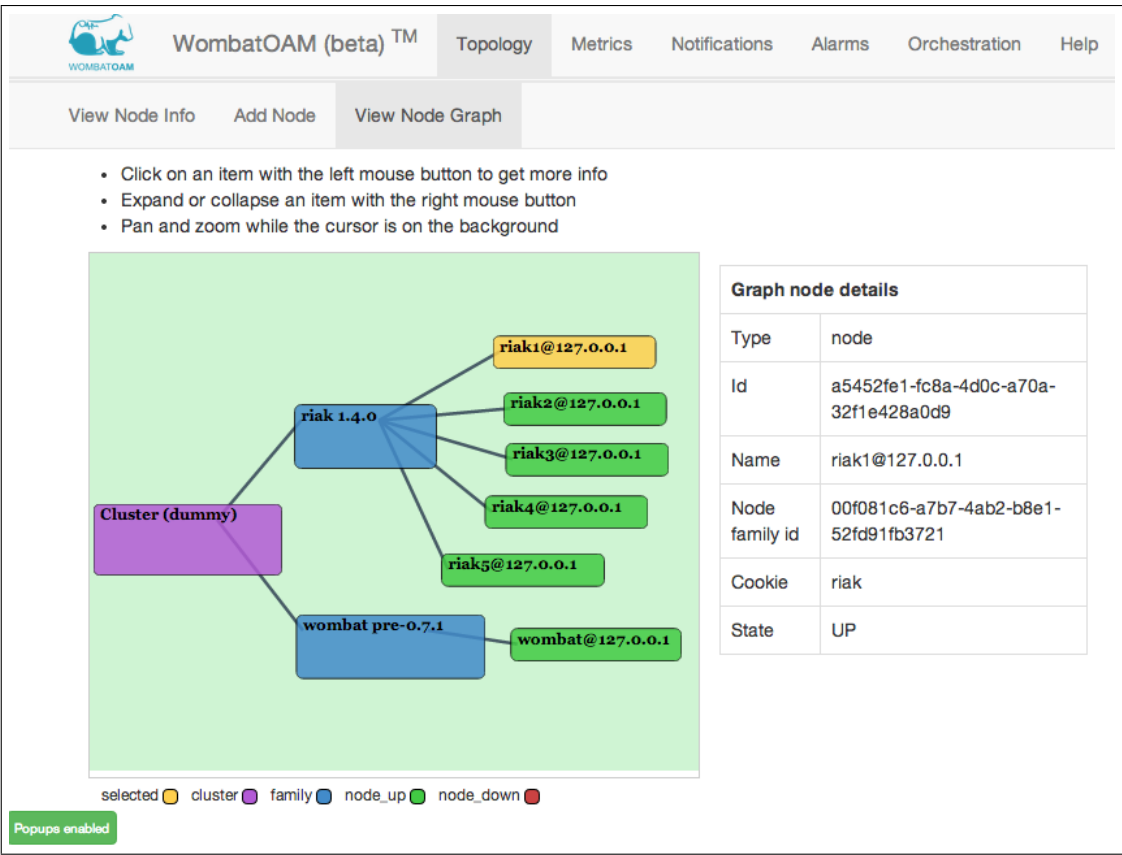 WOMBATOAM
WombatOAM (beta) TM
Topology
Metrics
Notifications
Alarms
Orchestration
Help
View Node Info
Add Node
View Node Graph
• Click on an item with the left mouse button to get more info
• Expand or collapse an item with the right mouse button
• Pan and zoom while the cursor is on the background
riak1@127.0.0.1
riak2@127.0.0.1
riak 1.4.0
riak3@127.0.0.1
riak4@127.0.0.1
Cluster (dummy)
riak5@127.0.0.1
wombat pre-0.7.1
wombat@127.0.0.1
Graph node details
Type node
Id a5452fe1-fc8a-4d0c-a70a-
32f1e428a0d9
Name riak1@127.0.0.1
Node 00f081c6-a7b7-4ab2-b8e1-
family id 52fd91fb3721
Cookie riak
State UP
selected cluster family node_up node_down
Popups enabled